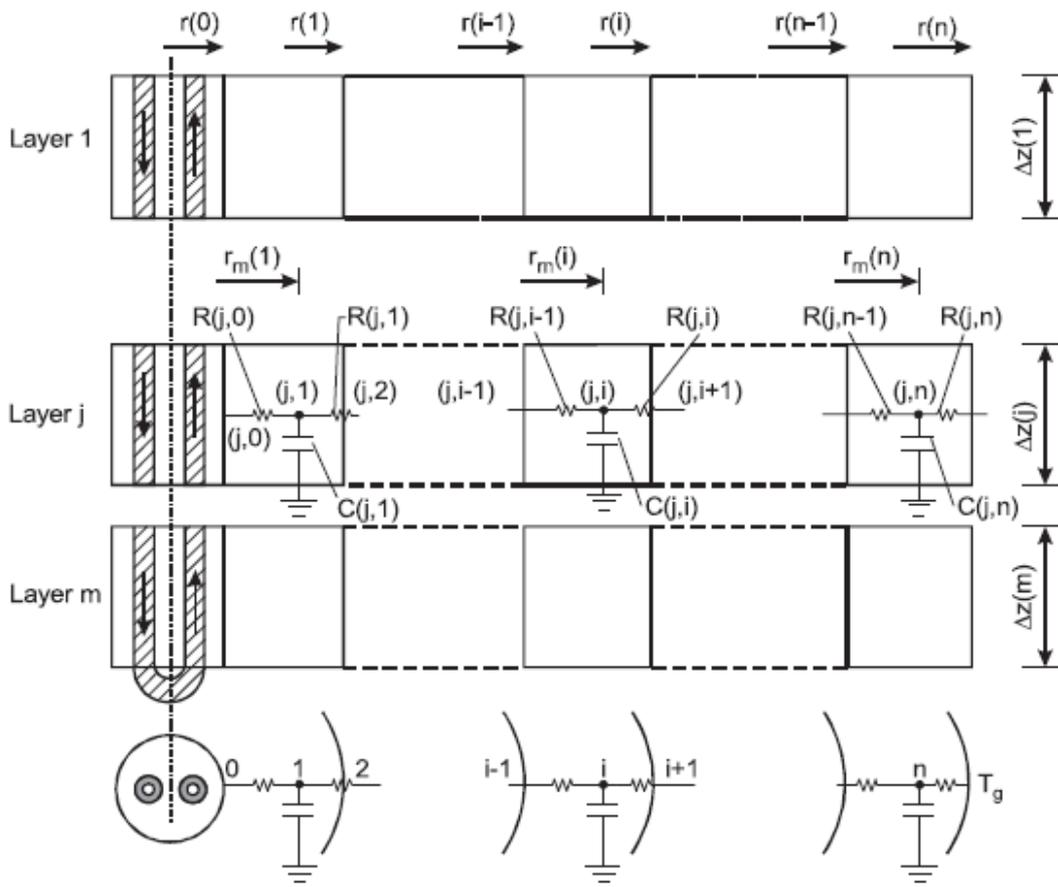 r(0) r(1) r(i-1) r(i) r(n-1) r(n)
Layer 1
Δz(1)
r_m(1) r_m(i) r_m(n)
R(j,0) R(j,1) R(j,i-1) R(j,i) R(j,n-1) R(j,n)
Layer j
(j,1) (j,2) (j,i-1) (j,i) (j,i+1) (j,n)
(j,0)
Δz(j)
C(j,1) C(j,i) C(j,n)
Layer m
Δz(m)
0 1 2 i-1 i i+1 n T_g